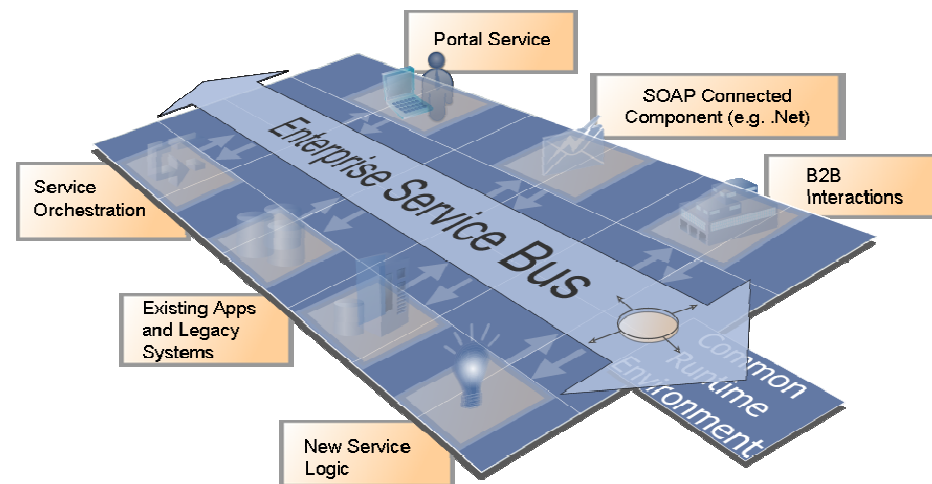 Portal Service
SOAP Connected
Component (e.g. .Net)
B2B
Interactions
Service
Orchestration
Enterprise Service Bus
Existing Apps
and Legacy
Systems
Common
Runtime
Environment
New Service
Logic